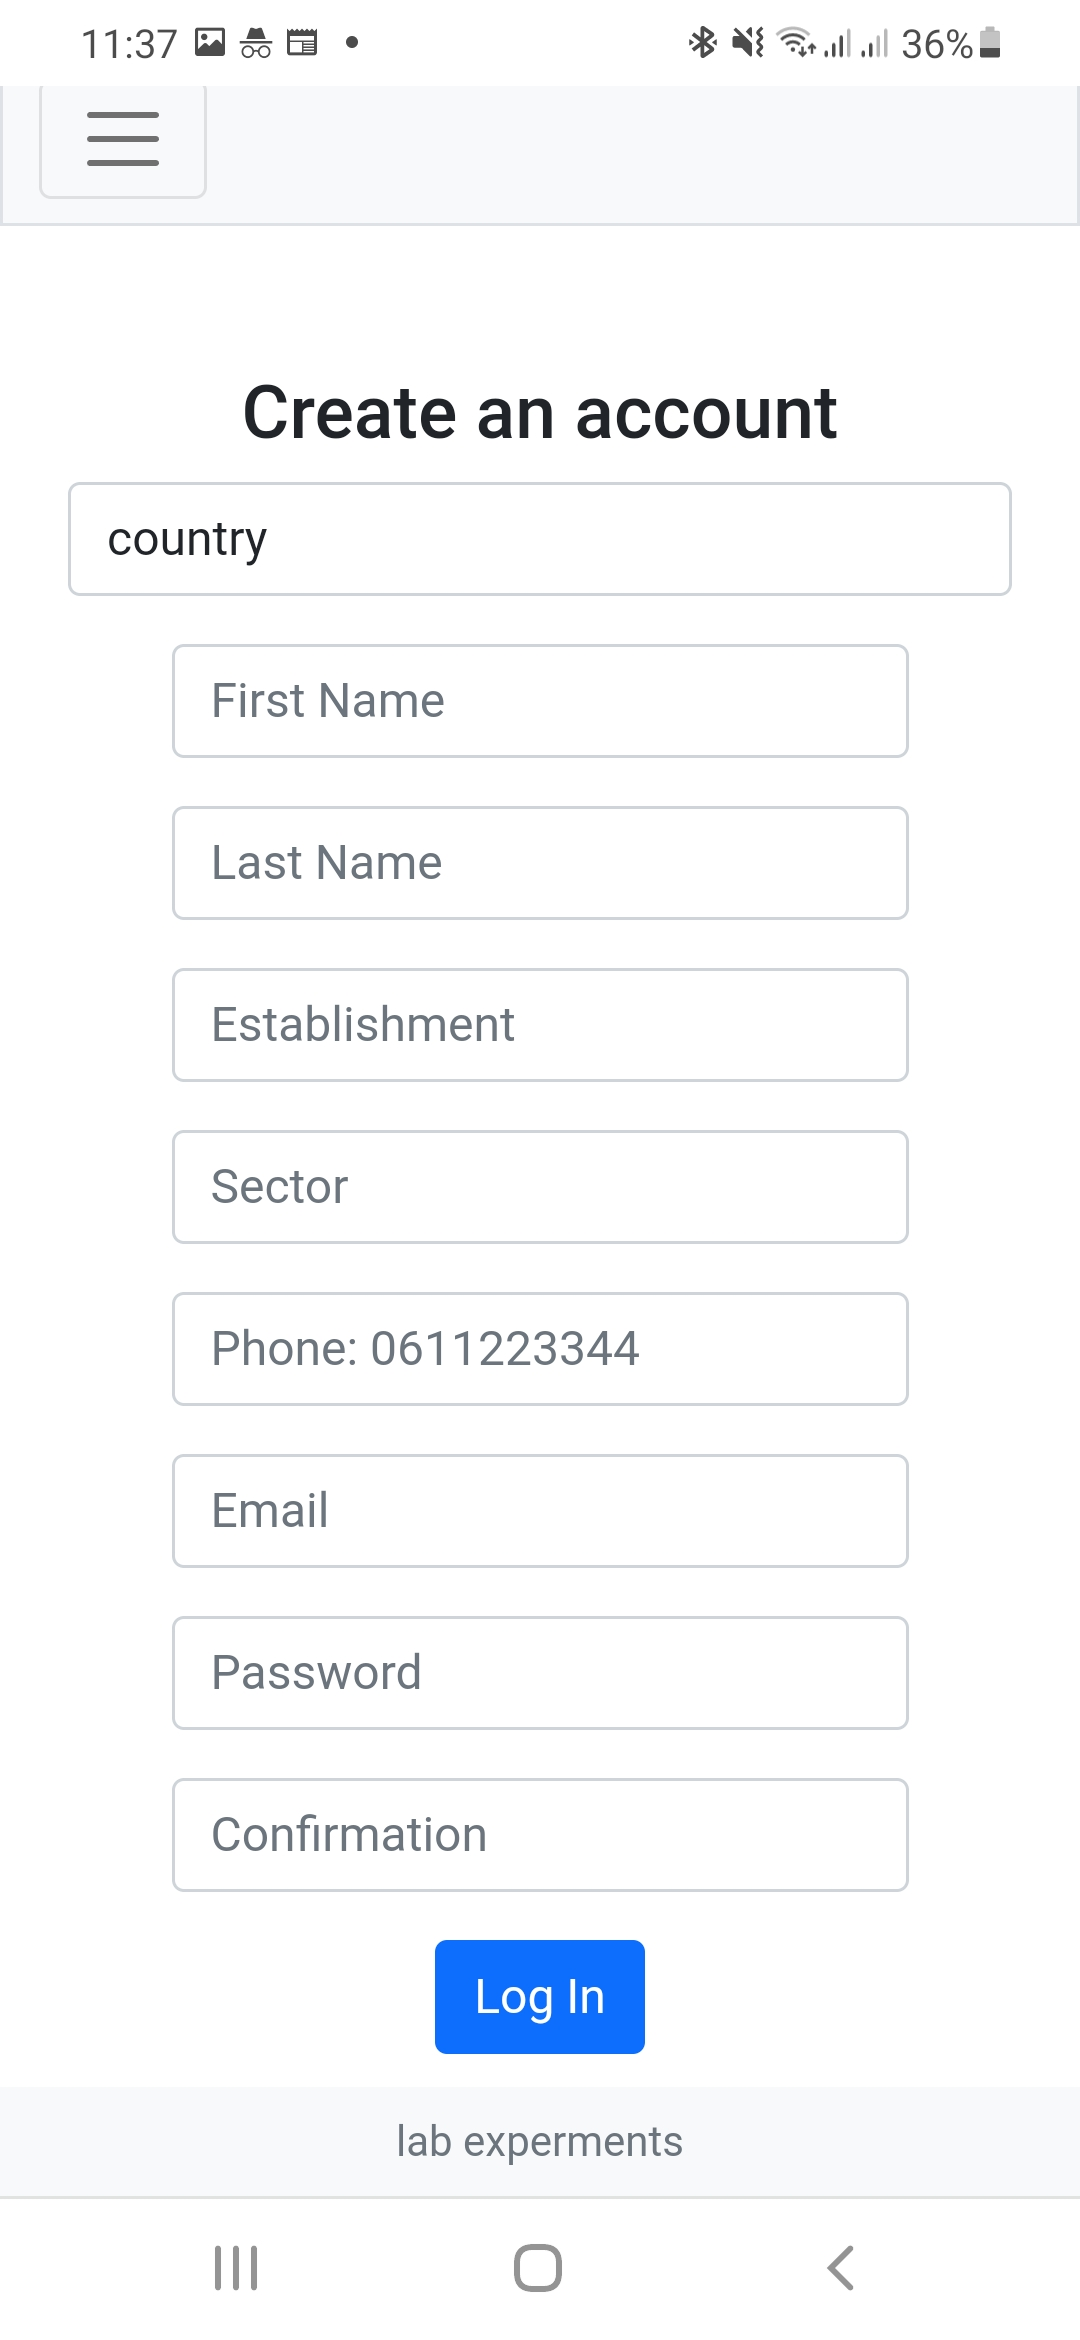 11:37 36%
Create an account
country
First Name
Last Name
Establishment
Sector
Phone: 0611223344
Email
Password
Confirmation
Log In
lab experments